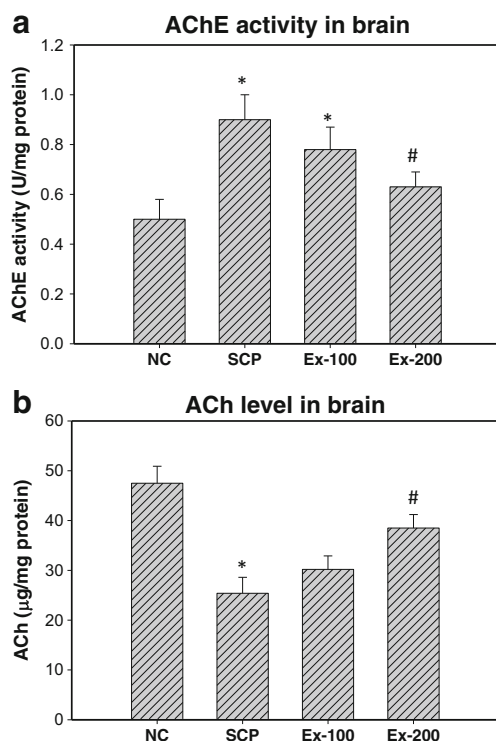 a
AChE activity in brain
AChE activity (U/mg protein)
1.2
1.0
0.8
0.6
0.4
0.2
0.0
*
*
#
NC SCP Ex-100 Ex-200
b
ACh level in brain
ACh (μg/mg protein)
60
50
40
30
20
10
0
*
#
NC SCP Ex-100 Ex-200